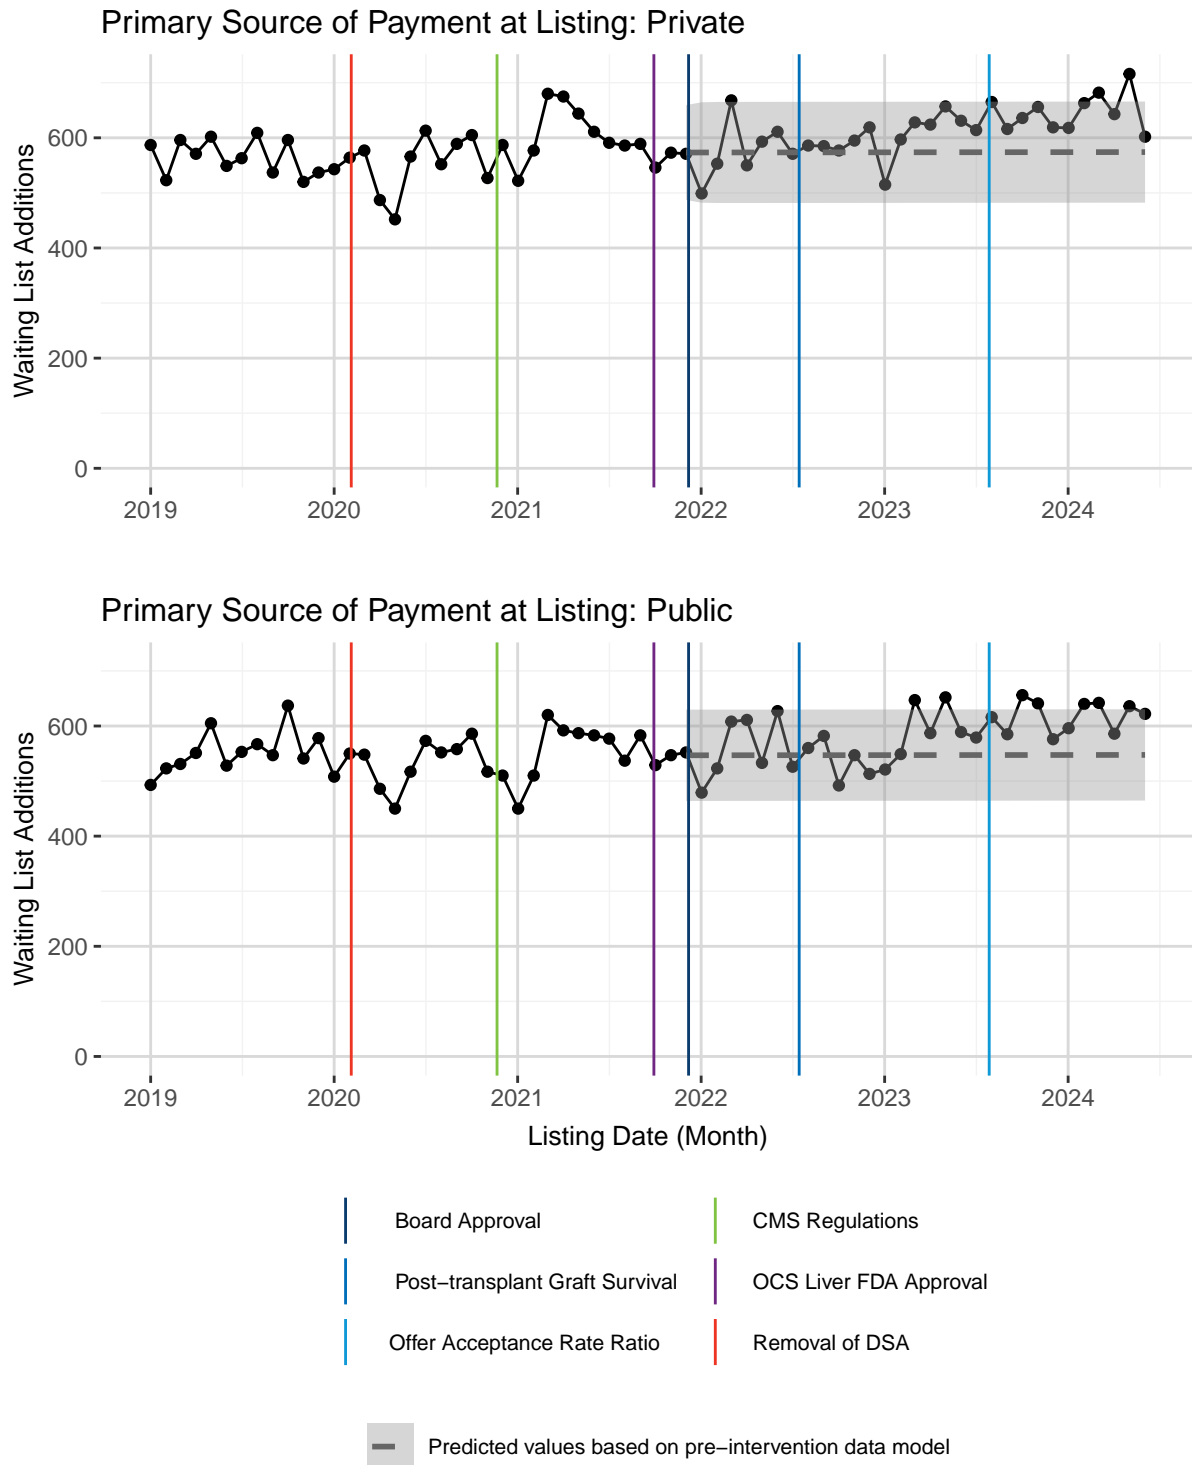 Primary Source of Payment at Listing: Private
Waiting List Additions
600
400
200
0
2019 2020 2021 2022 2023 2024
Primary Source of Payment at Listing: Public
Waiting List Additions
600
400
200
0
2019 2020 2021 2022 2023 2024
Listing Date (Month)
Board Approval CMS Regulations
Post−transplant Graft Survival OCS Liver FDA Approval
Offer Acceptance Rate Ratio Removal of DSA
Predicted values based on pre−intervention data model